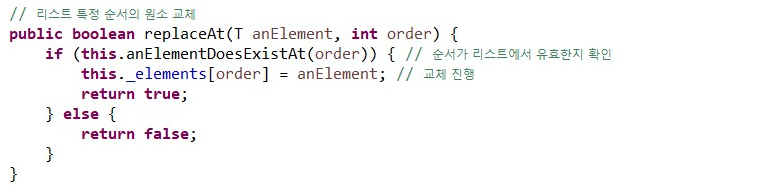 // 리스트 특정 순서의 원소 교체
public boolean replaceAt(T anElement, int order) {
    if (this.anElementDoesExistAt(order)) { // 순서가 리스트에서 유효한지 확인
        this._elements[order] = anElement; // 교체 진행
        return true;
    } else {
        return false;
    }
}